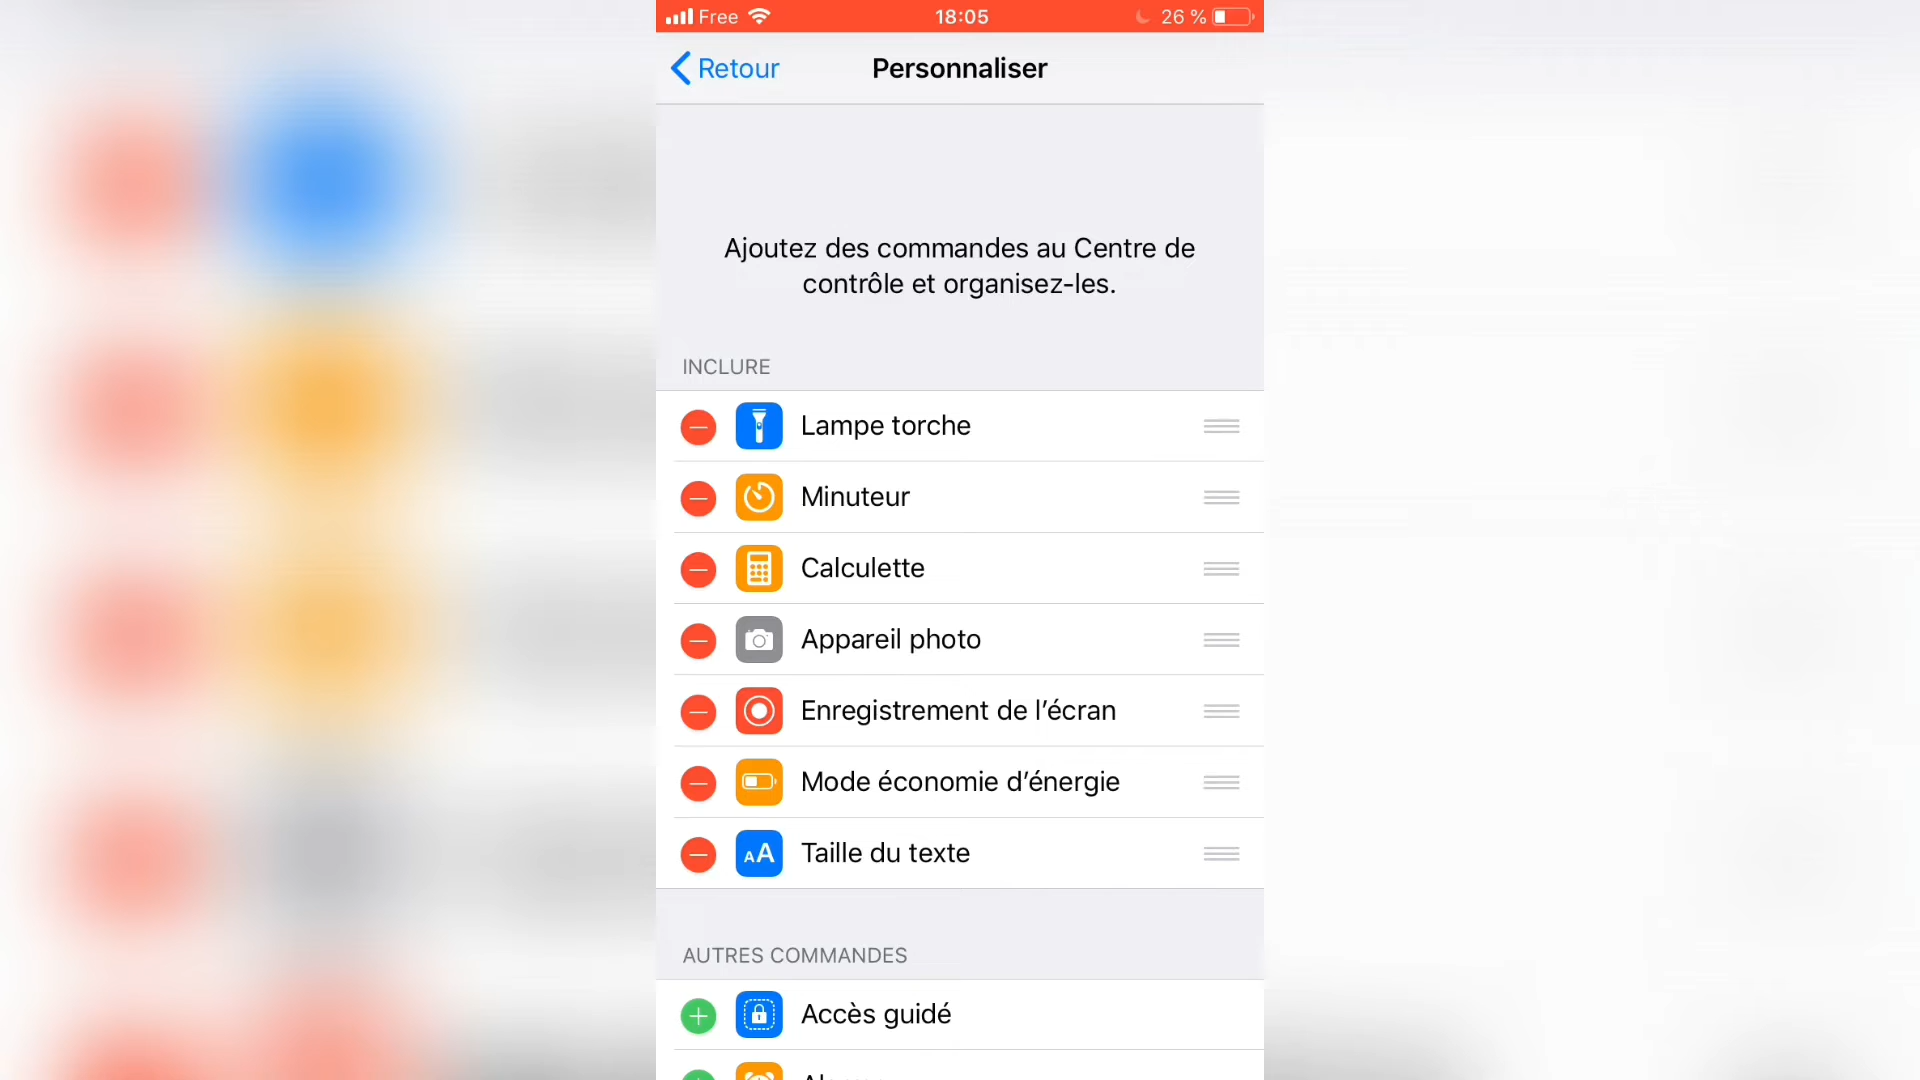 Free 18:05 26 %
Retour Personnaliser
Ajoutez des commandes au Centre de
contrôle et organisez-les.
INCLURE
Lampe torche
Minuteur
Calculette
Appareil photo
Enregistrement de l’écran
Mode économie d’énergie
AA Taille du texte
AUTRES COMMANDES
Accès guidé